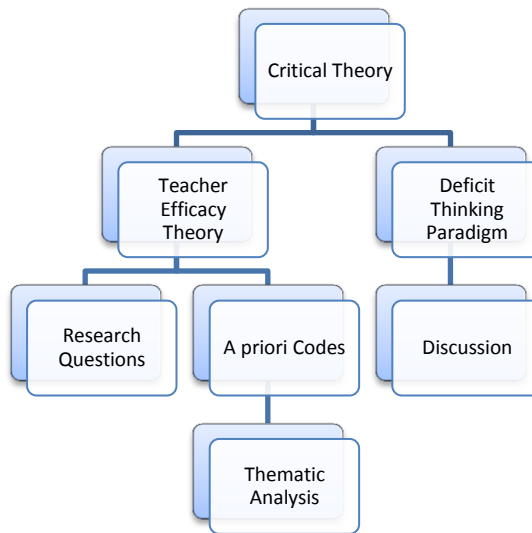 Critical Theory
Teacher
Efficacy
Theory
Deficit
Thinking
Paradigm
Research
Questions
A priori Codes
Discussion
Thematic
Analysis